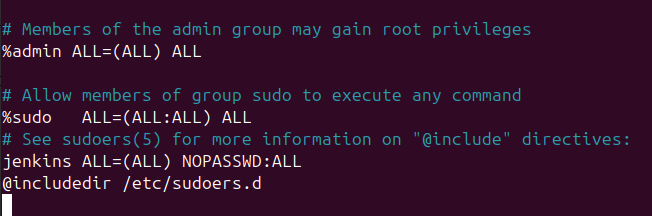 # Members of the admin group may gain root privileges
%admin ALL=(ALL) ALL
# Allow members of group sudo to execute any command
%sudo   ALL=(ALL:ALL) ALL
# See sudoers(5) for more information on "@include" directives:
jenkins ALL=(ALL) NOPASSWD:ALL
@includedir /etc/sudoers.d